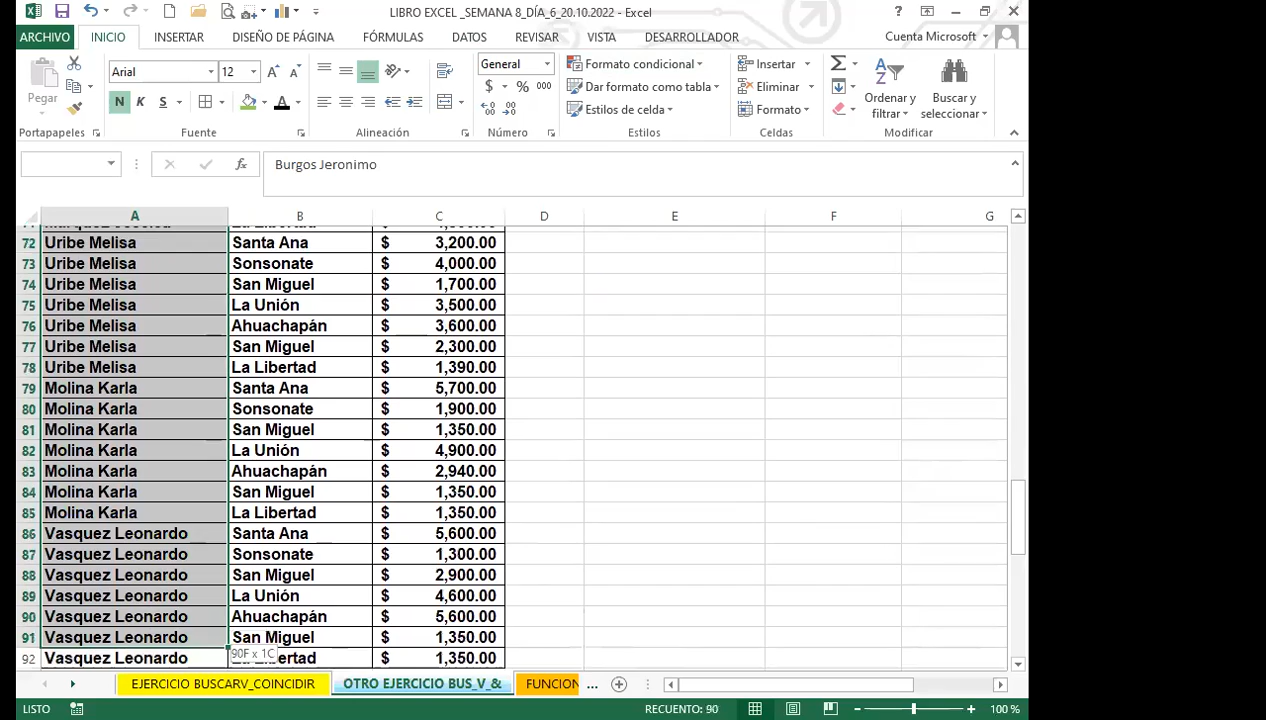 LIBRO EXCEL _SEMANA 8_DÍA_6_20.10.2022 - Excel
ARCHIVO INICIO INSERTAR DISEÑO DE PÁGINA FÓRMULAS DATOS REVISAR VISTA DESARROLLADOR Cuenta Microsoft
Pegar Arial 12 General Formato condicional Insertar
N K S $ % 000 Dar formato como tabla Eliminar Ordenar y filtrar Buscar y seleccionar
Estilos de celda Formato
Portapapeles Fuente Alineación Número Estilos Celdas Modificar
fx Burgos Jeronimo
A B C D E F G
72 Uribe Melisa Santa Ana $ 3,200.00
73 Uribe Melisa Sonsonate $ 4,000.00
74 Uribe Melisa San Miguel $ 1,700.00
75 Uribe Melisa La Unión $ 3,500.00
76 Uribe Melisa Ahuachapán $ 3,600.00
77 Uribe Melisa San Miguel $ 2,300.00
78 Uribe Melisa La Libertad $ 1,390.00
79 Molina Karla Santa Ana $ 5,700.00
80 Molina Karla Sonsonate $ 1,900.00
81 Molina Karla San Miguel $ 1,350.00
82 Molina Karla La Unión $ 4,900.00
83 Molina Karla Ahuachapán $ 2,940.00
84 Molina Karla San Miguel $ 1,350.00
85 Molina Karla La Libertad $ 1,350.00
86 Vasquez Leonardo Santa Ana $ 5,600.00
87 Vasquez Leonardo Sonsonate $ 1,300.00
88 Vasquez Leonardo San Miguel $ 2,900.00
89 Vasquez Leonardo La Unión $ 4,600.00
90 Vasquez Leonardo Ahuachapán $ 5,600.00
91 Vasquez Leonardo San Miguel $ 1,350.00
90F x 1C
92 Vasquez Leonardo $ 1,350.00
EJERCICIO BUSCARV_COINCIDIR OTRO EJERCICIO BUS_V_& FUNCION ...
LISTO RECUENTO: 90 100 %